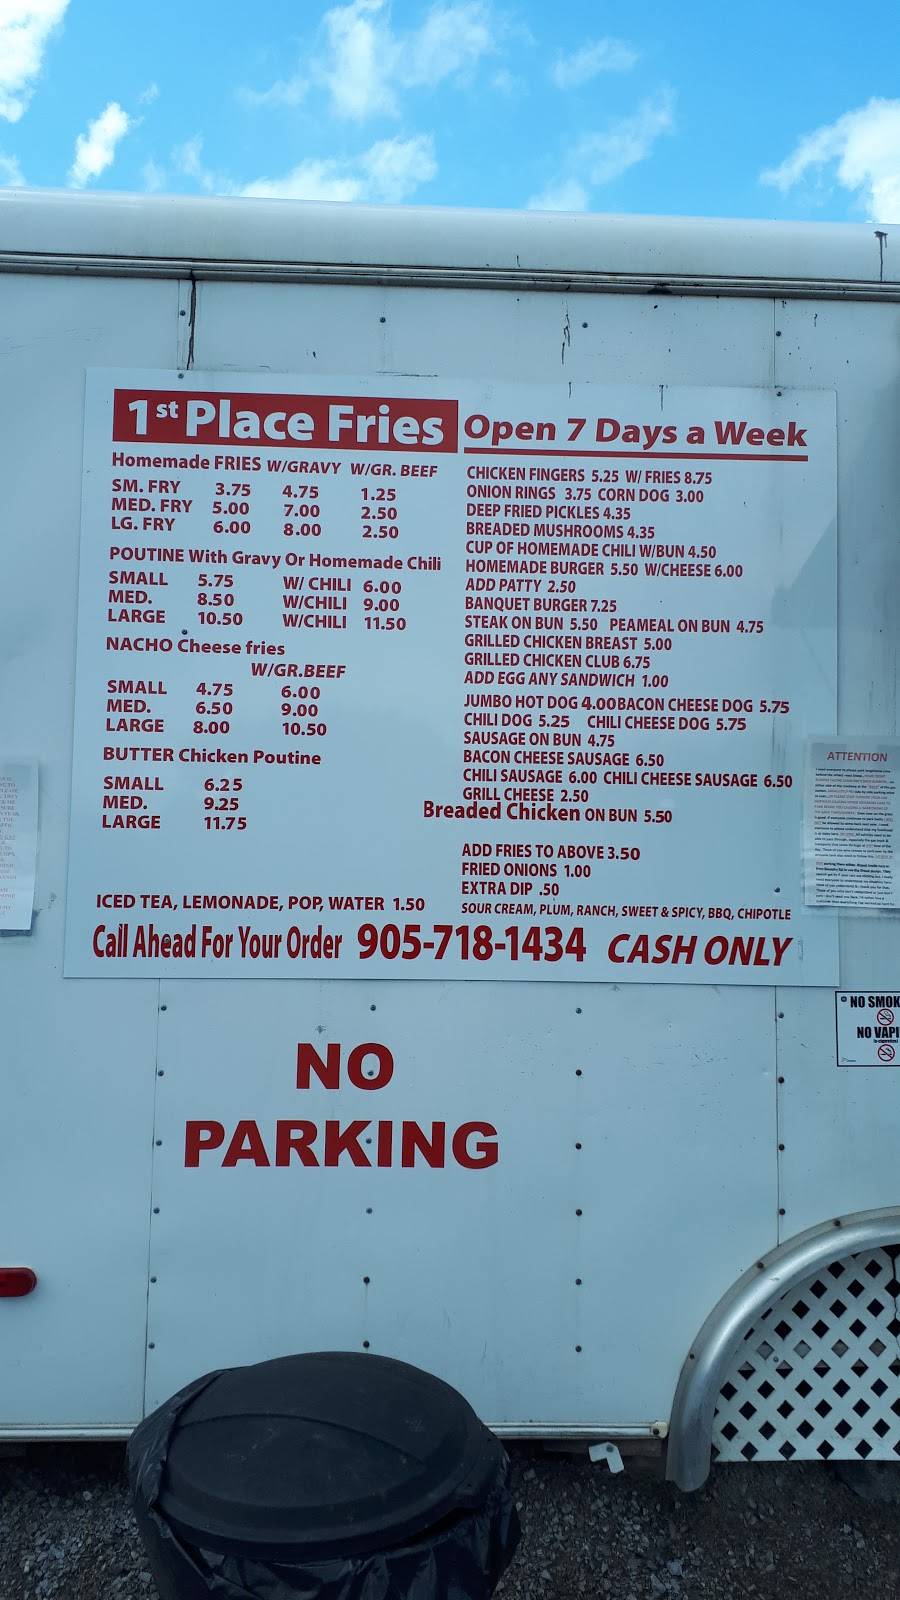 1st Place Fries
Open 7 Days a Week
Homemade FRIES W/GRAVY W/GR. BEEF
SM. FRY 3.75 4.75 1.25
MED. FRY 5.00 7.00 2.50
LG. FRY 6.00 8.00 2.50
POUTINE With Gravy Or Homemade Chili
SMALL 5.75 W/ CHILI 6.00
MED. 8.50 W/CHILI 9.00
LARGE 10.50 W/CHILI 11.50
NACHO Cheese fries
W/GR.BEEF
SMALL 4.75 6.00
MED. 6.50 9.00
LARGE 8.00 10.50
BUTTER Chicken Poutine
SMALL 6.25
MED. 9.25
LARGE 11.75
ICED TEA, LEMONADE, POP, WATER 1.50
CHICKEN FINGERS 5.25 W/ FRIES 8.75
ONION RINGS 3.75 CORN DOG 3.00
DEEP FRIED PICKLES 4.35
BREADED MUSHROOMS 4.35
CUP OF HOMEMADE CHILI W/BUN 4.50
HOMEMADE BURGER 5.50 W/CHEESE 6.00
ADD PATTY 2.50
BANQUET BURGER 7.25
STEAK ON BUN 5.50 PEAMEAL ON BUN 4.75
GRILLED CHICKEN BREAST 5.00
GRILLED CHICKEN CLUB 6.75
ADD EGG ANY SANDWICH 1.00
JUMBO HOT DOG 4.00 BACON CHEESE DOG 5.75
CHILI DOG 5.25 CHILI CHEESE DOG 5.75
SAUSAGE ON BUN 4.75
BACON CHEESE SAUSAGE 6.50
CHILI SAUSAGE 6.00 CHILI CHEESE SAUSAGE 6.50
GRILL CHEESE 2.50
Breaded Chicken ON BUN 5.50
ADD FRIES TO ABOVE 3.50
FRIED ONIONS 1.00
EXTRA DIP .50
SOUR CREAM, PLUM, RANCH, SWEET & SPICY, BBQ, CHIPOTLE
Call Ahead For Your Order 905-718-1434 CASH ONLY
NO
PARKING
ATTENTION
NO SMOK
NO VAPI